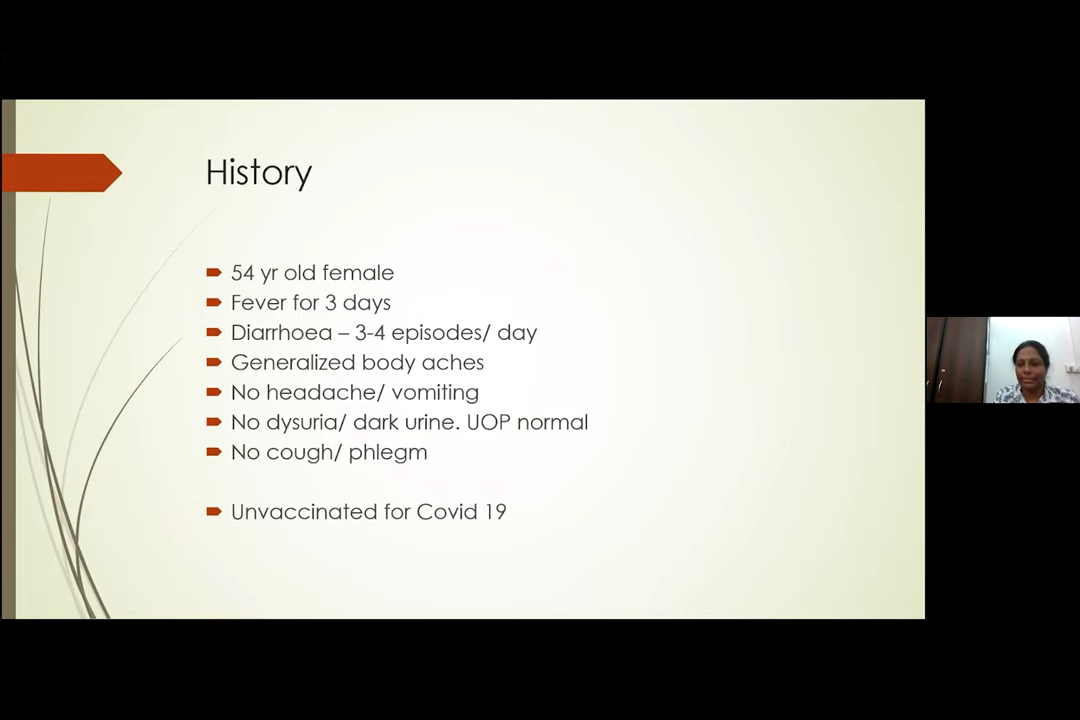 History
54 yr old female
Fever for 3 days
Diarrhoea – 3-4 episodes/ day
Generalized body aches
No headache/ vomiting
No dysuria/ dark urine. UOP normal
No cough/ phlegm
Unvaccinated for Covid 19